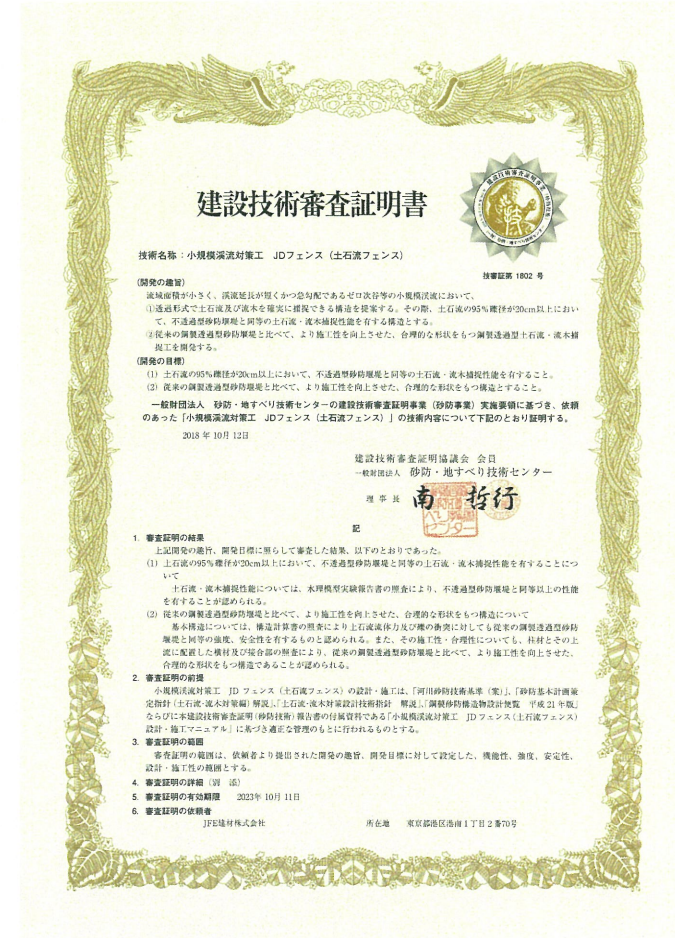 建設技術審査証明書
技術名称：小規模渓流対策工　JDフェンス（土石流フェンス）
技審証第 1802 号
(開発の趣旨)
流域面積が小さく、渓流延長が短くかつ急勾配であるゼロ次谷等の小規模渓流において、
①透過形式で土石流及び流木を確実に捕捉できる構造を提案する。その際、土石流の95%礫径が20cm以上におい
て、不透過型砂防堰堤と同等の土石流・流木捕捉性能を有する構造とする。
②従来の鋼製透過型砂防堰堤と比べて、より施工性を向上させた、合理的な形状をもつ鋼製透過型土石流・流木捕
捉工を開発する。
(開発の目標)
(1) 土石流の95%礫径が20cm以上において、不透過型砂防堰堤と同等の土石流・流木捕捉性能を有すること。
(2) 従来の鋼製透過型砂防堰堤と比べて、より施工性を向上させた、合理的な形状をもつ構造とすること。
一般財団法人　砂防・地すべり技術センターの建設技術審査証明事業（砂防事業）実施要領に基づき、依頼
のあった「小規模渓流対策工　JDフェンス（土石流フェンス）」の技術内容について下記のとおり証明する。
2018 年 10月 12日
建設技術審査証明協議会 会員
一般財団法人　砂防・地すべり技術センター
理 事 長　南　哲行
記
1. 審査証明の結果
上記開発の趣旨、開発目標に照らして審査した結果、以下のとおりであった。
(1) 土石流の95%礫径が20cm以上において、不透過型砂防堰堤と同等の土石流・流木捕捉性能を有することにつ
いて
土石流・流木捕捉性能については、水理模型実験報告書の照査により、不透過型砂防堰堤と同等以上の性能
を有することが認められる。
(2) 従来の鋼製透過型砂防堰堤と比べて、より施工性を向上させた、合理的な形状をもつ構造について
基本構造については、構造計算書の照査により土石流流体力及び礫の衝突に対しても従来の鋼製透過型砂防
堰堤と同等の強度、安全性を有するものと認められる。また、その施工性・合理性についても、柱材とその上
流に配置した横材及び接合部の照査により、従来の鋼製透過型砂防堰堤と比べて、より施工性を向上させた、
合理的な形状をもつ構造であることが認められる。
2. 審査証明の前提
小規模渓流対策工　JD フェンス（土石流フェンス）の設計・施工は、「河川砂防技術基準（案）」、「砂防基本計画策
定指針（土石流・流木対策編）解説」、「土石流・流木対策設計技術指針　解説」、「鋼製砂防構造物設計便覧　平成 21 年版」
ならびに本建設技術審査証明（砂防技術）報告書の付属資料である「小規模渓流対策工　JD フェンス（土石流フェンス）
設計・施工マニュアル」に基づき適正な管理のもとに行われるものとする。
3. 審査証明の範囲
審査証明の範囲は、依頼者より提出された開発の趣旨、開発目標に対して設定した、機能性、強度、安定性、
設計・施工性の範囲とする。
4. 審査証明の詳細（別　添）
5. 審査証明の有効期限　2023年 10月 11日
6. 審査証明の依頼者
JFE建材株式会社　所在地　東京都港区港南 1 丁目 2 番70号